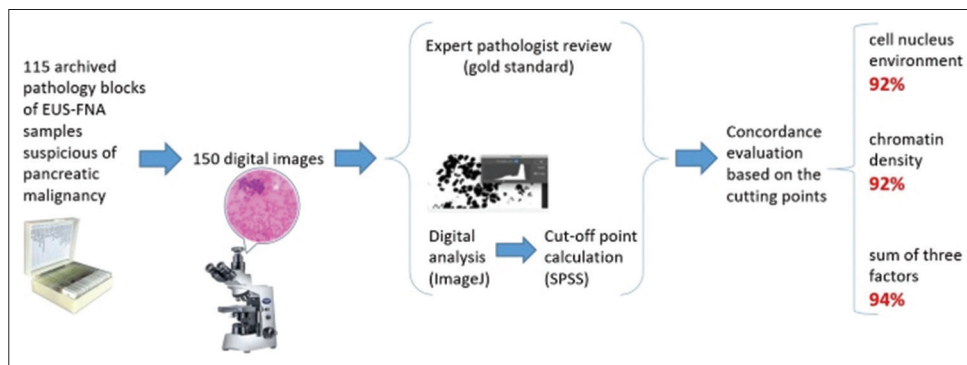 115 archived
pathology blocks
of EUS-FNA
samples
suspicious of
pancreatic
malignancy
150 digital images
Expert pathologist review
(gold standard)
Digital
analysis
(ImageJ)
Cut-off point
calculation
(SPSS)
Concordance
evaluation
based on the
cutting points
cell nucleus
environment
92%
chromatin
density
92%
sum of three
factors
94%